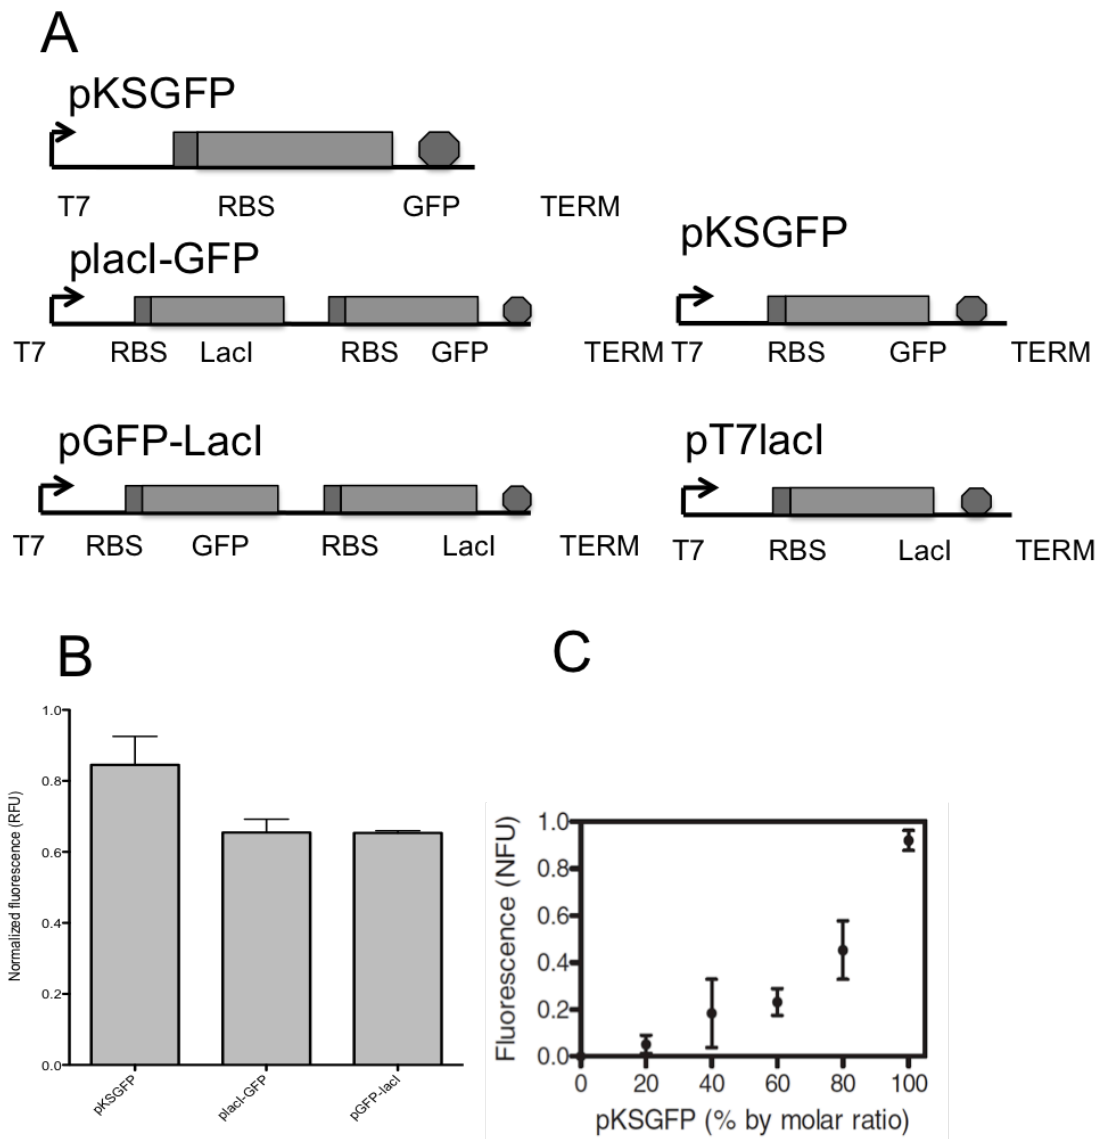 A
pKSGFP
T7 RBS GFP TERM
placI-GFP
T7 RBS LacI RBS GFP TERM
pGFP-LacI
T7 RBS GFP RBS LacI TERM
pKSGFP
T7 RBS GFP TERM
pT7lacI
T7 RBS LacI TERM
B
Normalized fluorescence (RFU)
1.0
0.8
0.6
0.4
0.2
0.0
pKSGFP
placI-GFP
pGFP-lacI
C
Fluorescence (NFU)
1.0
0.8
0.6
0.4
0.2
0.0
0 20 40 60 80 100
pKSGFP (% by molar ratio)